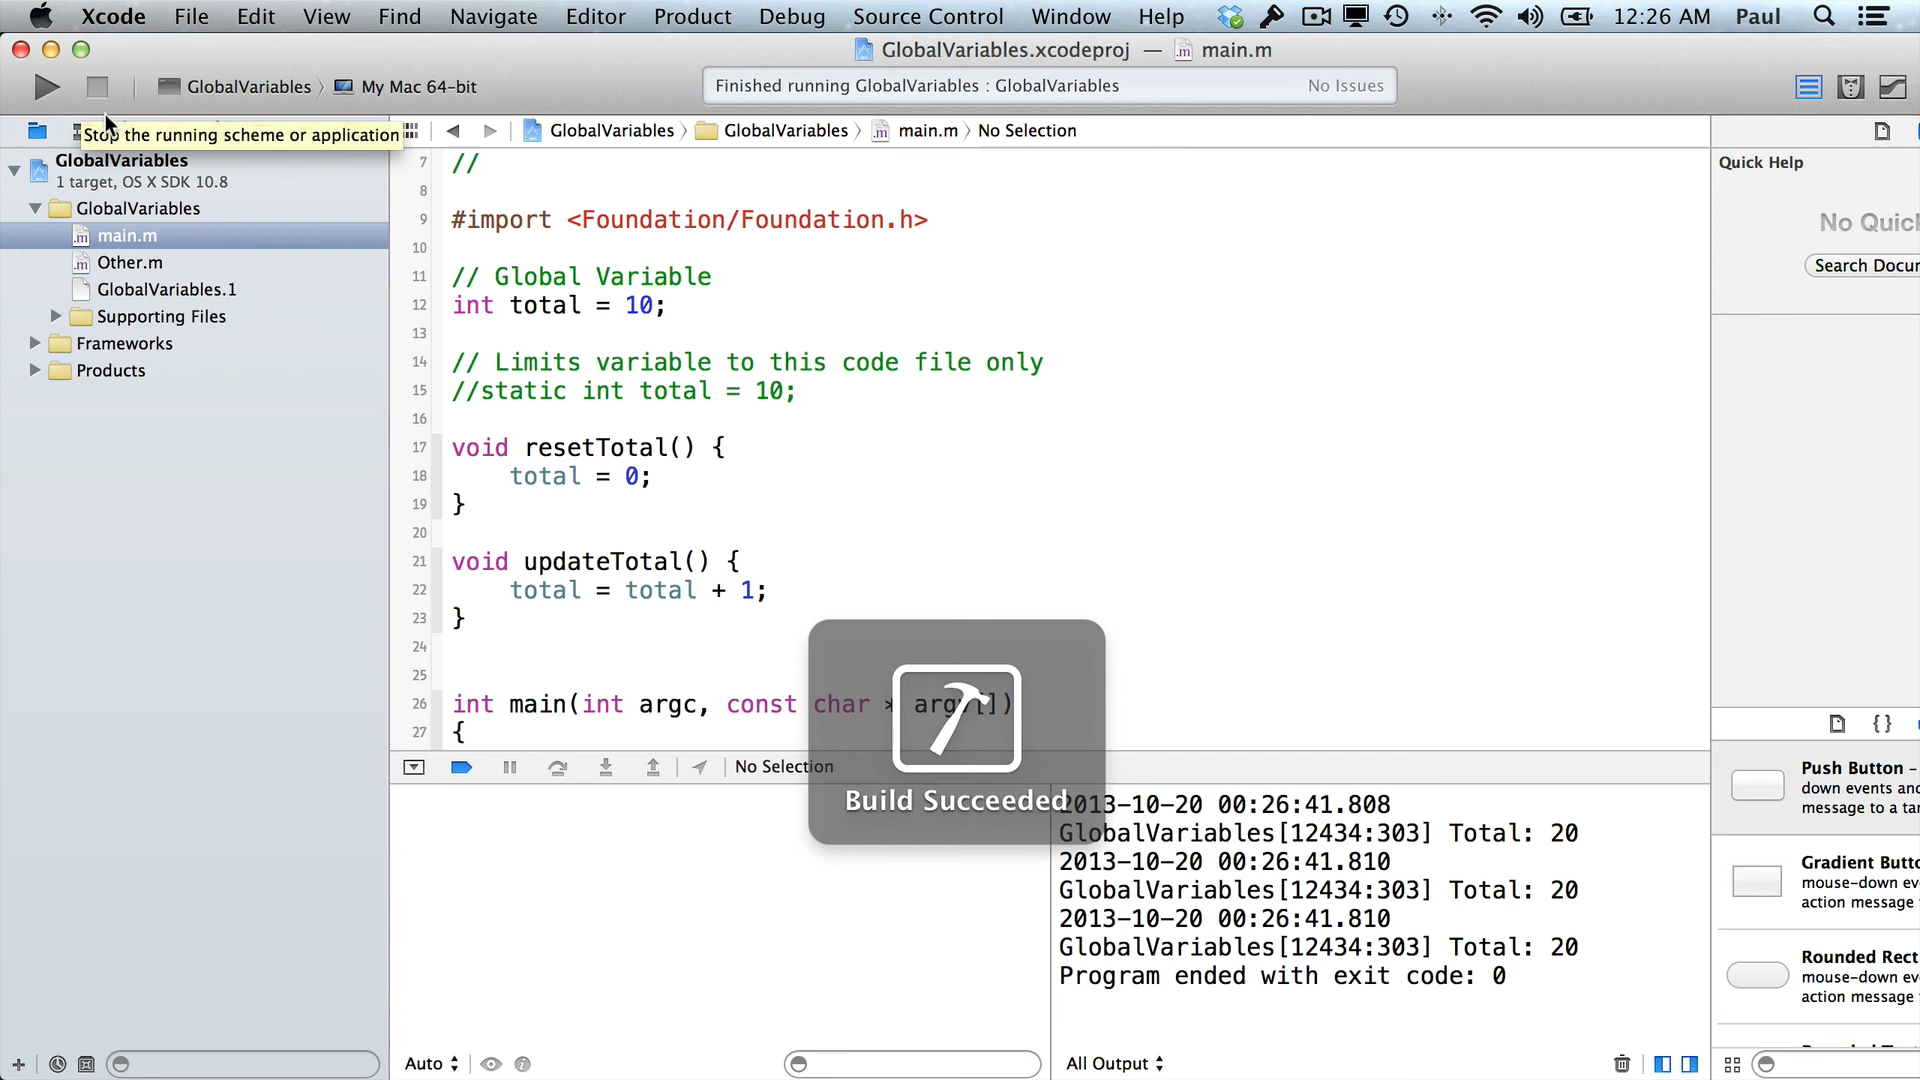 Xcode File Edit View Find Navigate Editor Product Debug Source Control Window Help 12:26 AM Paul
GlobalVariables.xcodeproj — main.m
GlobalVariables My Mac 64-bit
Finished running GlobalVariables : GlobalVariables No Issues
Stop the running scheme or application
GlobalVariables GlobalVariables main.m No Selection
GlobalVariables
1 target, OS X SDK 10.8
GlobalVariables
main.m
Other.m
GlobalVariables.1
Supporting Files
Frameworks
Products
7 //
8
9 #import <Foundation/Foundation.h>
10
11 // Global Variable
12 int total = 10;
13
14 // Limits variable to this code file only
15 //static int total = 10;
16
17 void resetTotal() {
18 total = 0;
19 }
20
21 void updateTotal() {
22 total = total + 1;
23 }
24
25
26 int main(int argc, const char * argv[])
27 {
No Selection
Build Succeeded
2013-10-20 00:26:41.808
GlobalVariables[12434:303] Total: 20
2013-10-20 00:26:41.810
GlobalVariables[12434:303] Total: 20
2013-10-20 00:26:41.810
GlobalVariables[12434:303] Total: 20
Program ended with exit code: 0
Auto
All Output
Quick Help
No Quic
Search Docu
{ }
Push Button –
down events and
message to a tar
Gradient Butto
mouse-down ev
action message
Rounded Rect
mouse-down ev
action message